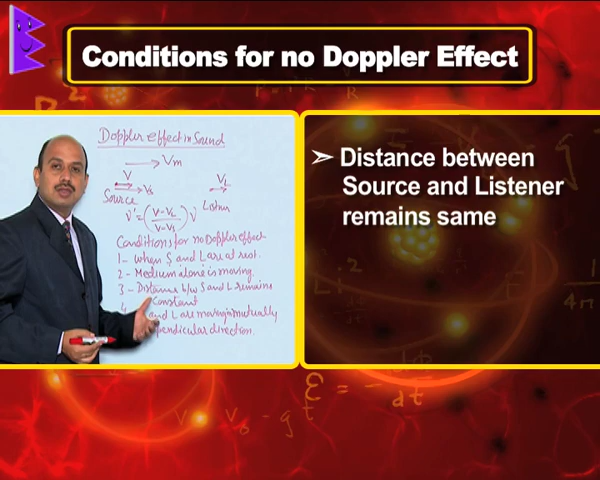 Conditions for no Doppler Effect
Doppler effect in Sound
Vm
V
Vs
VL
Source
Listner
ν' = (V-VL / V-Vs) ν
Conditions for no Doppler effect
1- When S and L are at rest.
2- Medium alone is moving.
3- Distance b/w S and L remains
Constant
and L are moving in mutually
pendicular direction.
➢ Distance between
Source and Listener
remains same